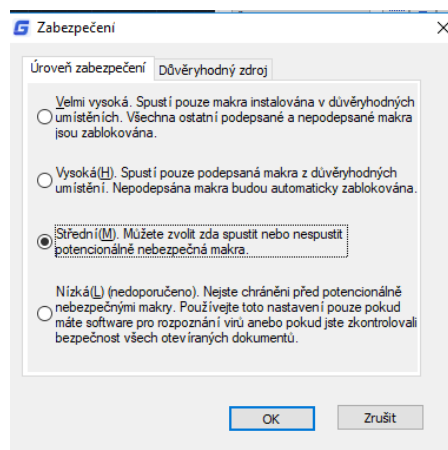 Zabezpečení
Úroveň zabezpečení Důvěryhodný zdroj
Velmi vysoká. Spustí pouze makra instalována v důvěryhodných
umístěních. Všechna ostatní podepsané a nepodepsané makra
jsou zablokována.
Vysoká(H). Spustí pouze podepsaná makra z důvěryhodných
umístění. Nepodepsána makra budou automaticky zablokována.
Střední(M). Můžete zvolit zda spustit nebo nespustit
potencionálně nebezpečná makra.
Nízká(L) (nedoporučeno). Nejste chráněni před potencionálně
nebezpečnými makry. Používejte toto nastavení pouze pokud
máte software pro rozpoznání virů anebo pokud jste zkontrolovali
bezpečnost všech otevíraných dokumentů.
OK Zrušit